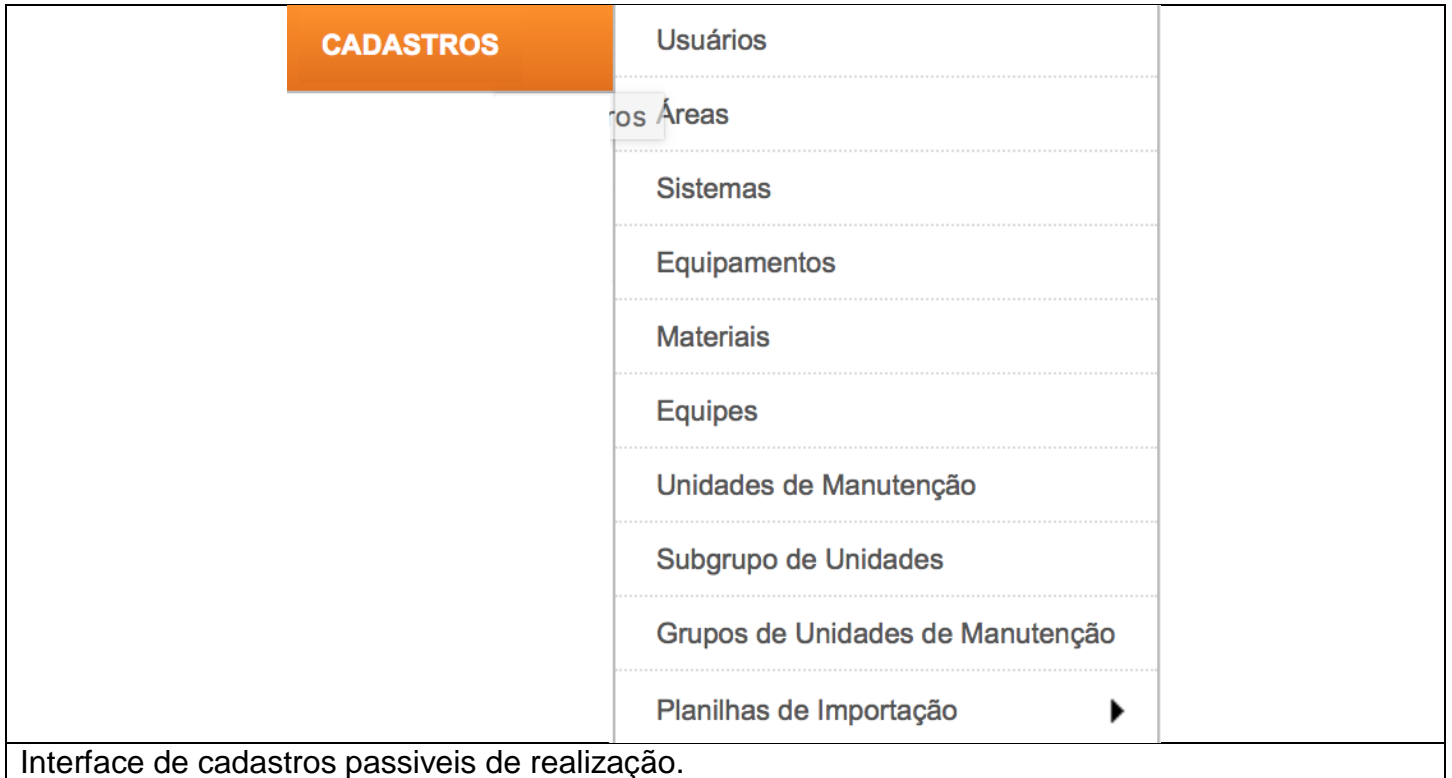 CADASTROS
Usuários
ros
Áreas
Sistemas
Equipamentos
Materiais
Equipes
Unidades de Manutenção
Subgrupo de Unidades
Grupos de Unidades de Manutenção
Planilhas de Importação
Interface de cadastros passiveis de realização.